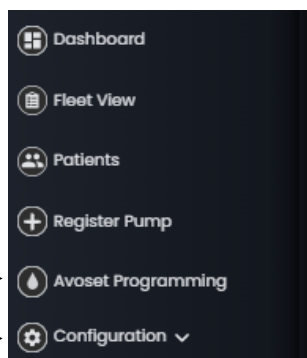 Dashboard
Fleet View
Patients
Register Pump
Avoset Programming
Configuration